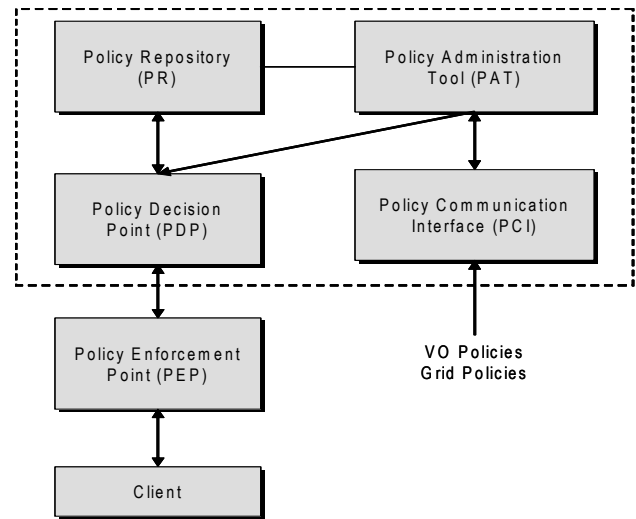 Policy Repository
(PR)
Policy Administration
Tool (PAT)
Policy Decision
Point (PDP)
Policy Communication
Interface (PCI)
Policy Enforcement
Point (PEP)
VO Policies
Grid Policies
Client